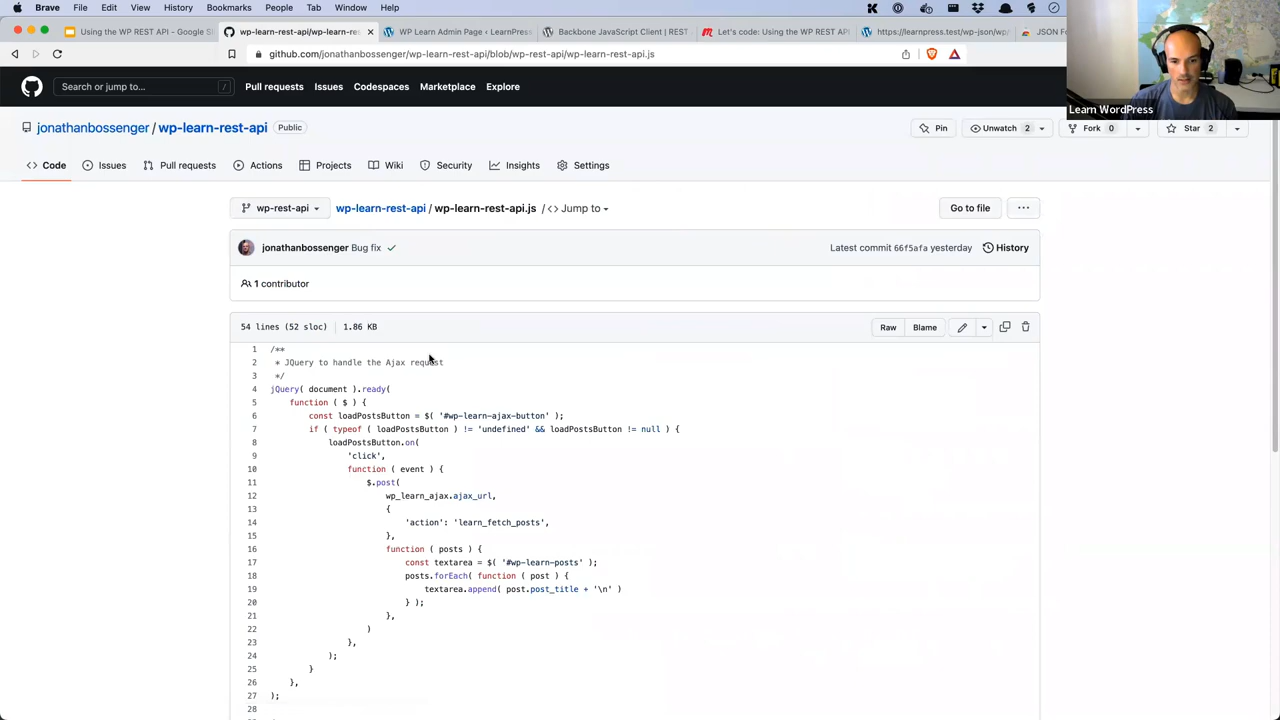 Brave File Edit View History Bookmarks People Tab Window Help
Using the WP REST API - Google Sl
wp-learn-rest-api/wp-learn-res
WP Learn Admin Page ‹ LearnPress
Backbone JavaScript Client | REST
Let's code: Using the WP REST API
https://learnpress.test/wp-json/wp/
JSON Fo
github.com/jonathanbossenger/wp-learn-rest-api/blob/wp-rest-api/wp-learn-rest-api.js
Search or jump to... /
Pull requests Issues Codespaces Marketplace Explore
Learn WordPress
jonathanbossenger / wp-learn-rest-api Public
Pin Unwatch 2 Fork 0 Star 2
Code Issues Pull requests Actions Projects Wiki Security Insights Settings
wp-rest-api wp-learn-rest-api / wp-learn-rest-api.js / <> Jump to Go to file ...
jonathanbossenger Bug fix Latest commit 66f5afa yesterday History
1 contributor
54 lines (52 sloc) | 1.86 KB Raw Blame
1 /**
2 * JQuery to handle the Ajax request
3 */
4 jQuery( document ).ready(
5 function ( $ ) {
6 const loadPostsButton = $( '#wp-learn-ajax-button' );
7 if ( typeof ( loadPostsButton ) != 'undefined' && loadPostsButton != null ) {
8 loadPostsButton.on(
9 'click',
10 function ( event ) {
11 $.post(
12 wp_learn_ajax.ajax_url,
13 {
14 'action': 'learn_fetch_posts',
15 },
16 function ( posts ) {
17 const textarea = $( '#wp-learn-posts' );
18 posts.forEach( function ( post ) {
19 textarea.append( post.post_title + '\n' )
20 } );
21 },
22 )
23 },
24 );
25 }
26 },
27 );
28